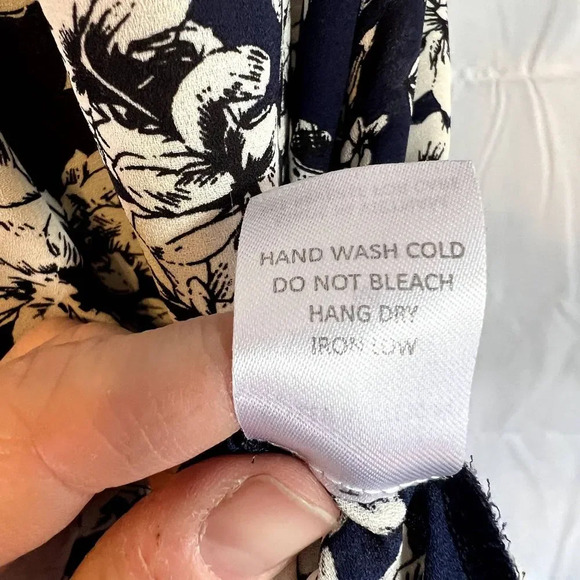 HAND WASH COLD
DO NOT BLEACH
HANG DRY
IRON LOW